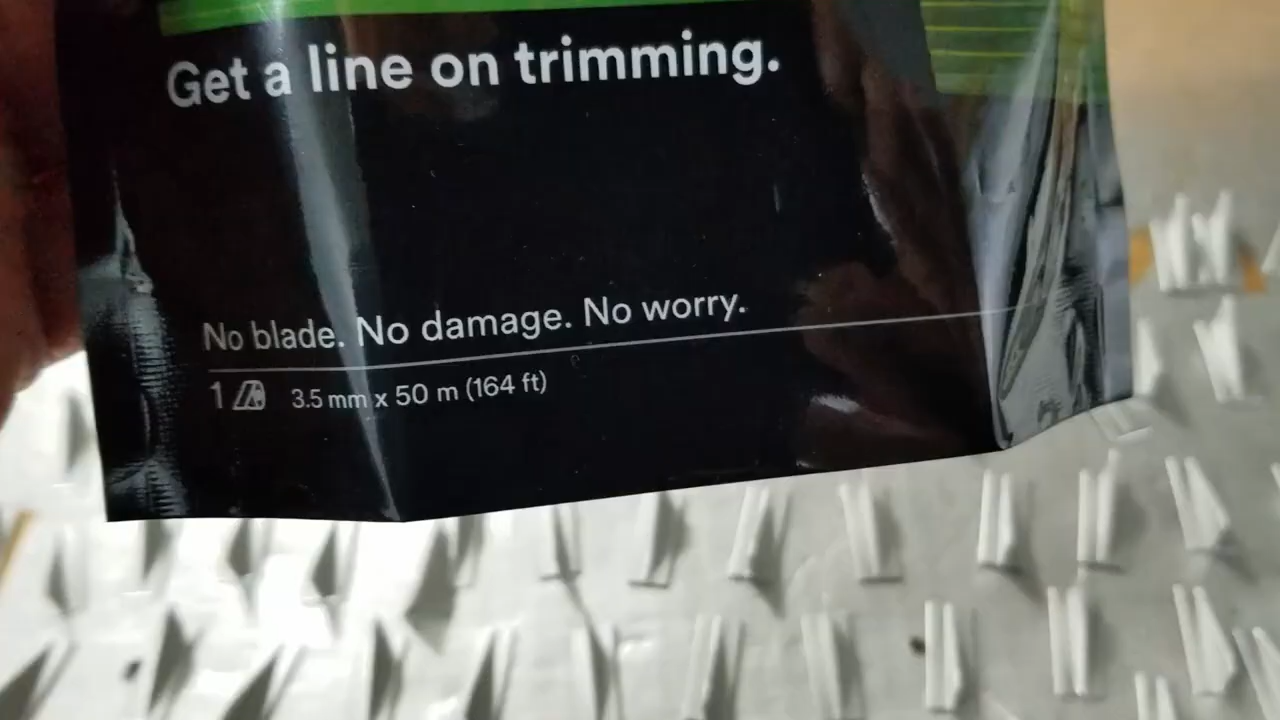 Get a line on trimming.
No blade. No damage. No worry.
1 3.5 mm x 50 m (164 ft)